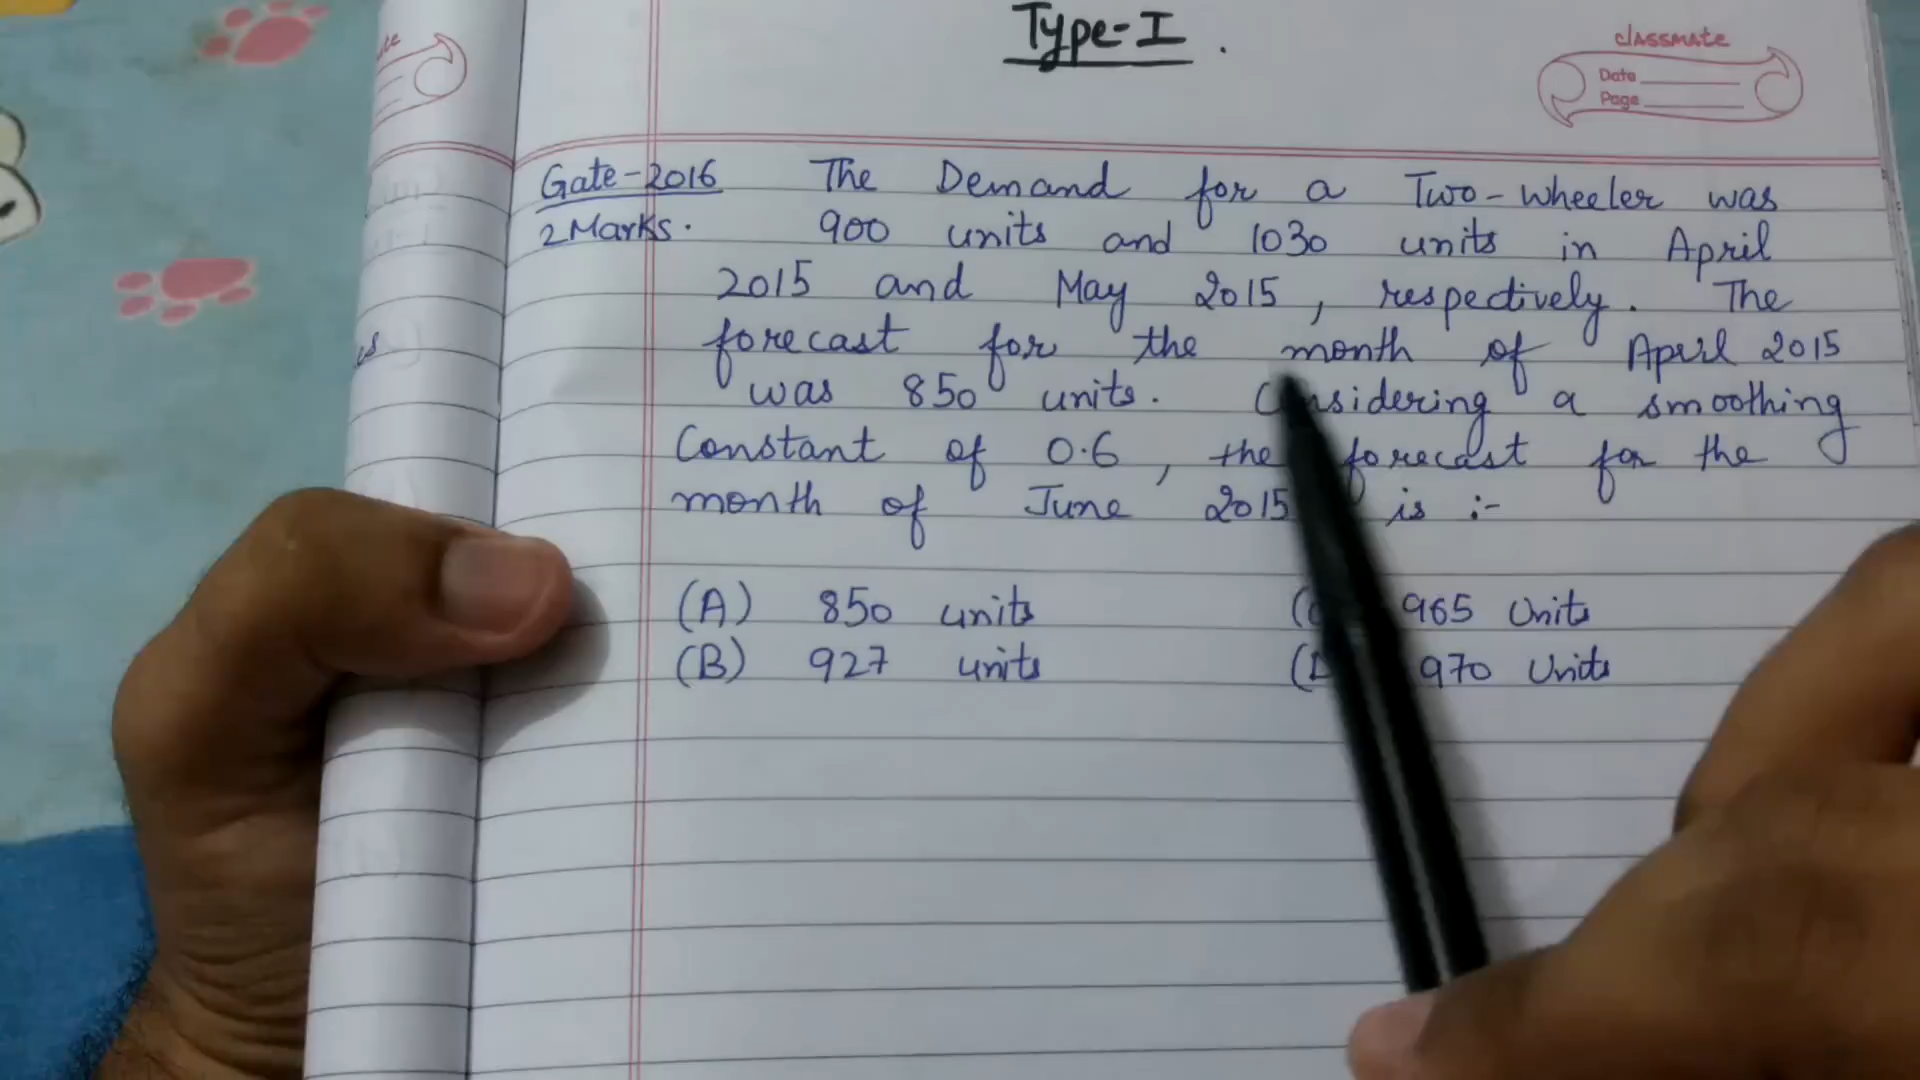 Type-I.
classmate
Date
Page
Gate-2016 The Demand for a Two-wheeler was
2 Marks. 900 units and 1030 units in April
2015 and May 2015, respectively. The
forecast for the month of April 2015
was 850 units. Considering a smoothing
Constant of 0.6, the forecast for the
month of June 2015 is :-
(A) 850 units 965 Units
(B) 927 units 970 Units